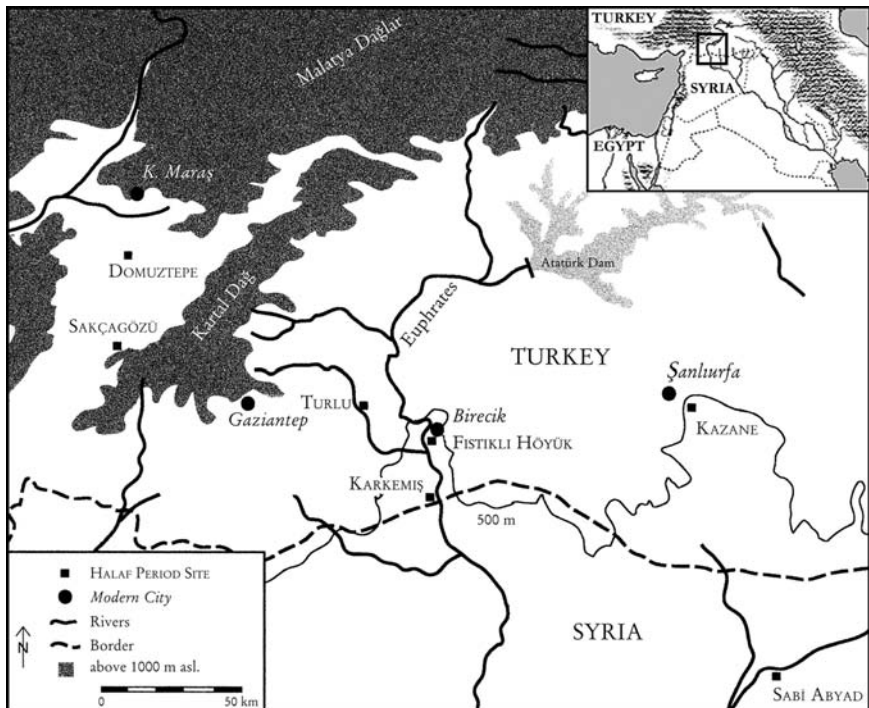 TURKEY
SYRIA
EGYPT
Malatya Dağlar
K. Maraş
DOMUZTEPE
Kartal Dağ
SAKÇAGÖZÜ
Atatürk Dam
Euphrates
TURKEY
Şanlıurfa
Gaziantep
TURLU
Birecik
KAZANE
FISTIKLI HÖYÜK
KARKEMIŞ
500 m
HALAF PERIOD SITE
Modern City
Rivers
Border
N
above 1000 m asl.
0 50 km
SYRIA
SABİ ABYAD